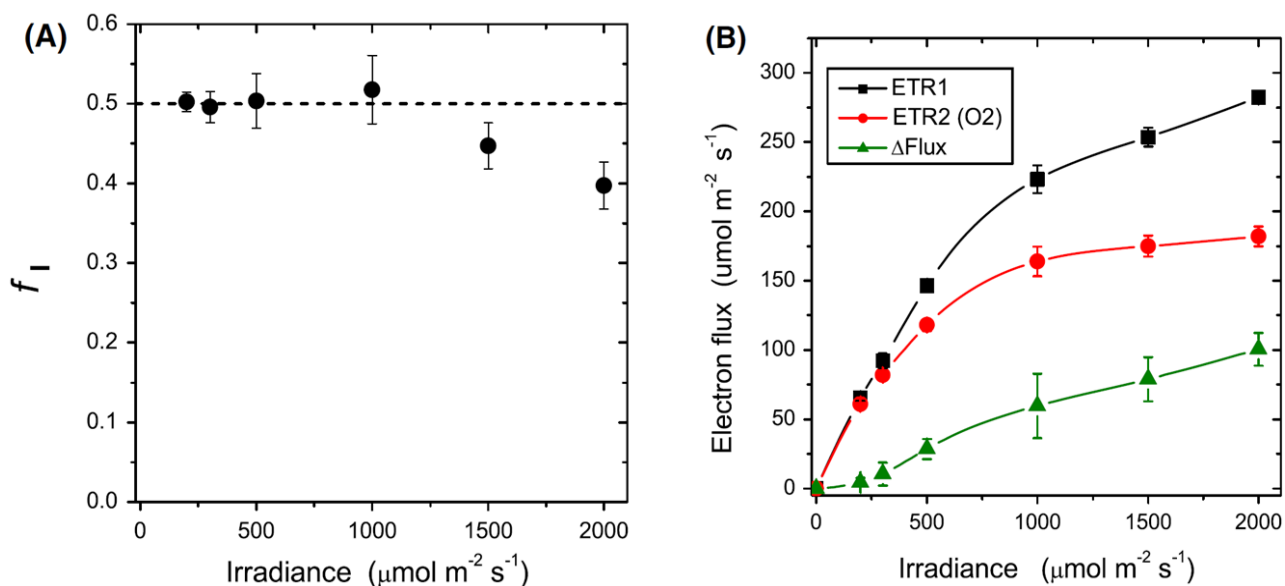 (A)
0.6
0.5
0.4
0.3
0.2
0.1
0.0
f I
0
500
1000
1500
2000
Irradiance (μmol m-2 s-1)
(B)
300
250
200
150
100
50
0
Electron flux (umol m-2 s-1)
ETR1
ETR2 (O2)
ΔFlux
0
500
1000
1500
2000
Irradiance (μmol m-2 s-1)